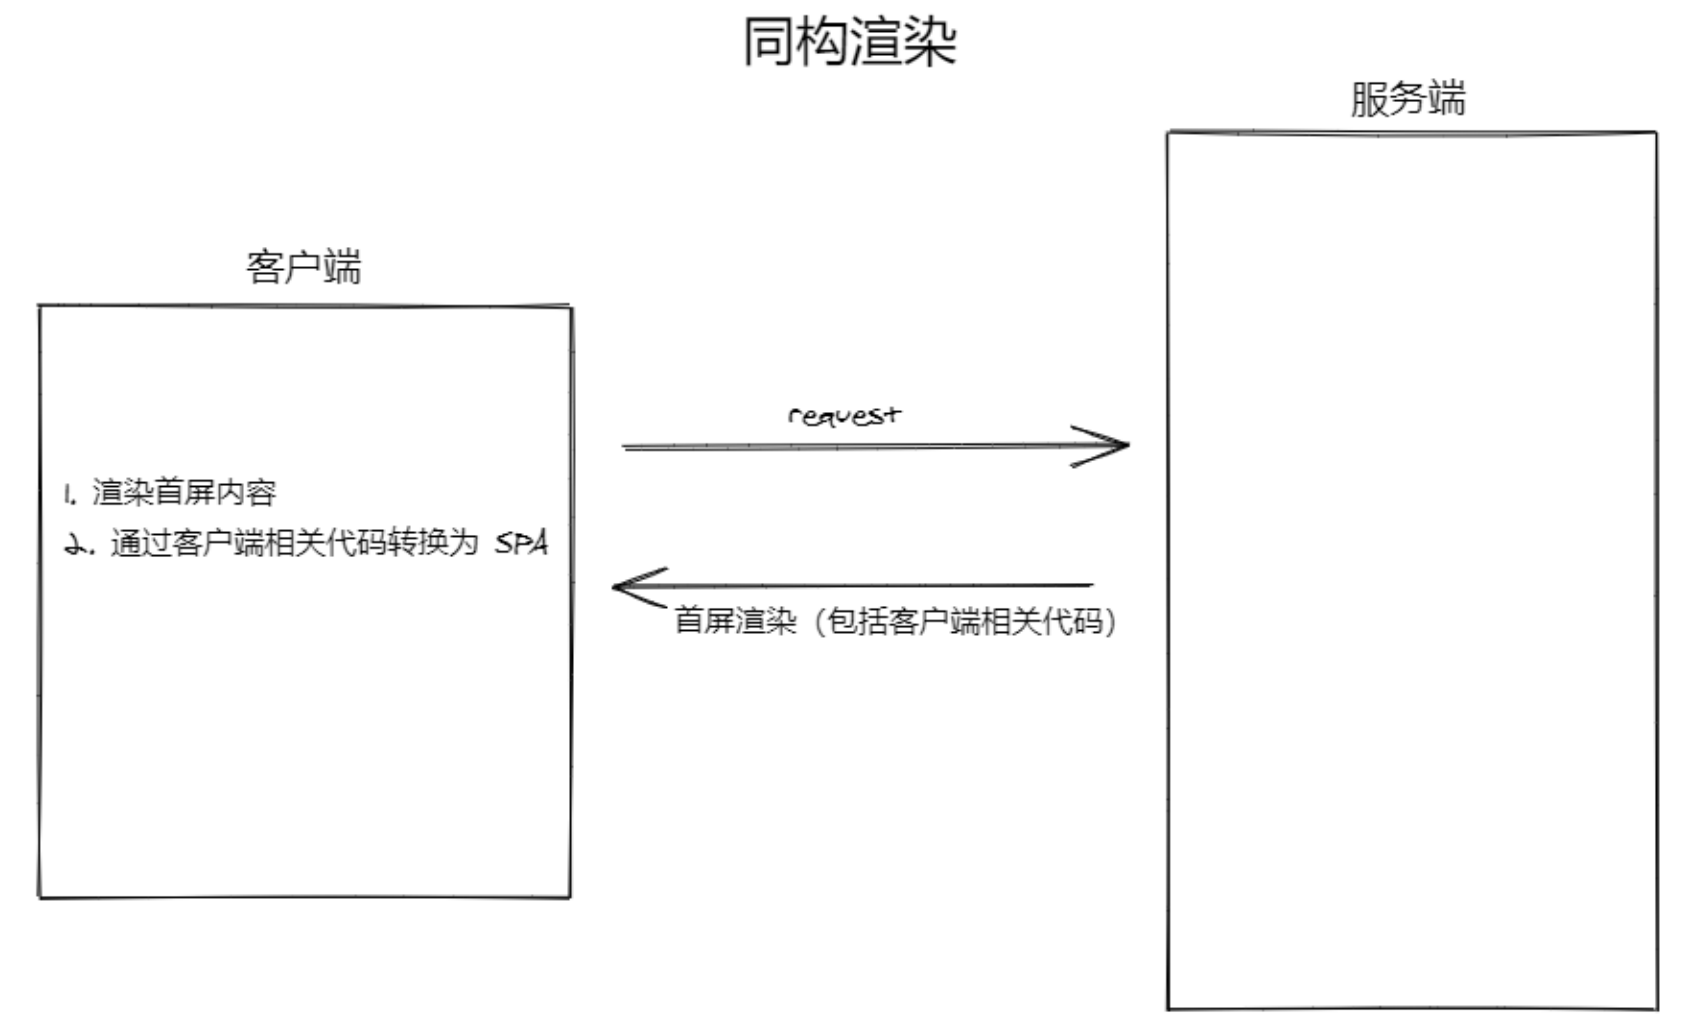 同构渲染
服务端
客户端
request
1. 渲染首屏内容
2. 通过客户端相关代码转换为 SPA
首屏渲染（包括客户端相关代码）